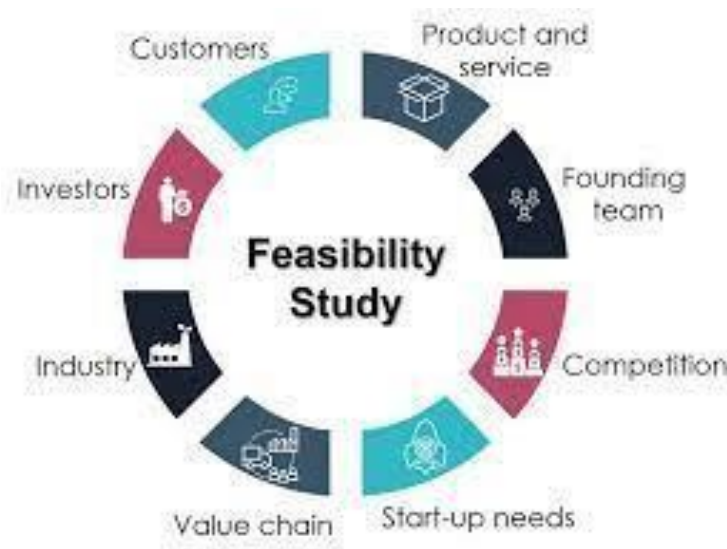 Feasibility
Study
Product and
service
Founding
team
Competition
Start-up needs
Value chain
Industry
Investors
Customers